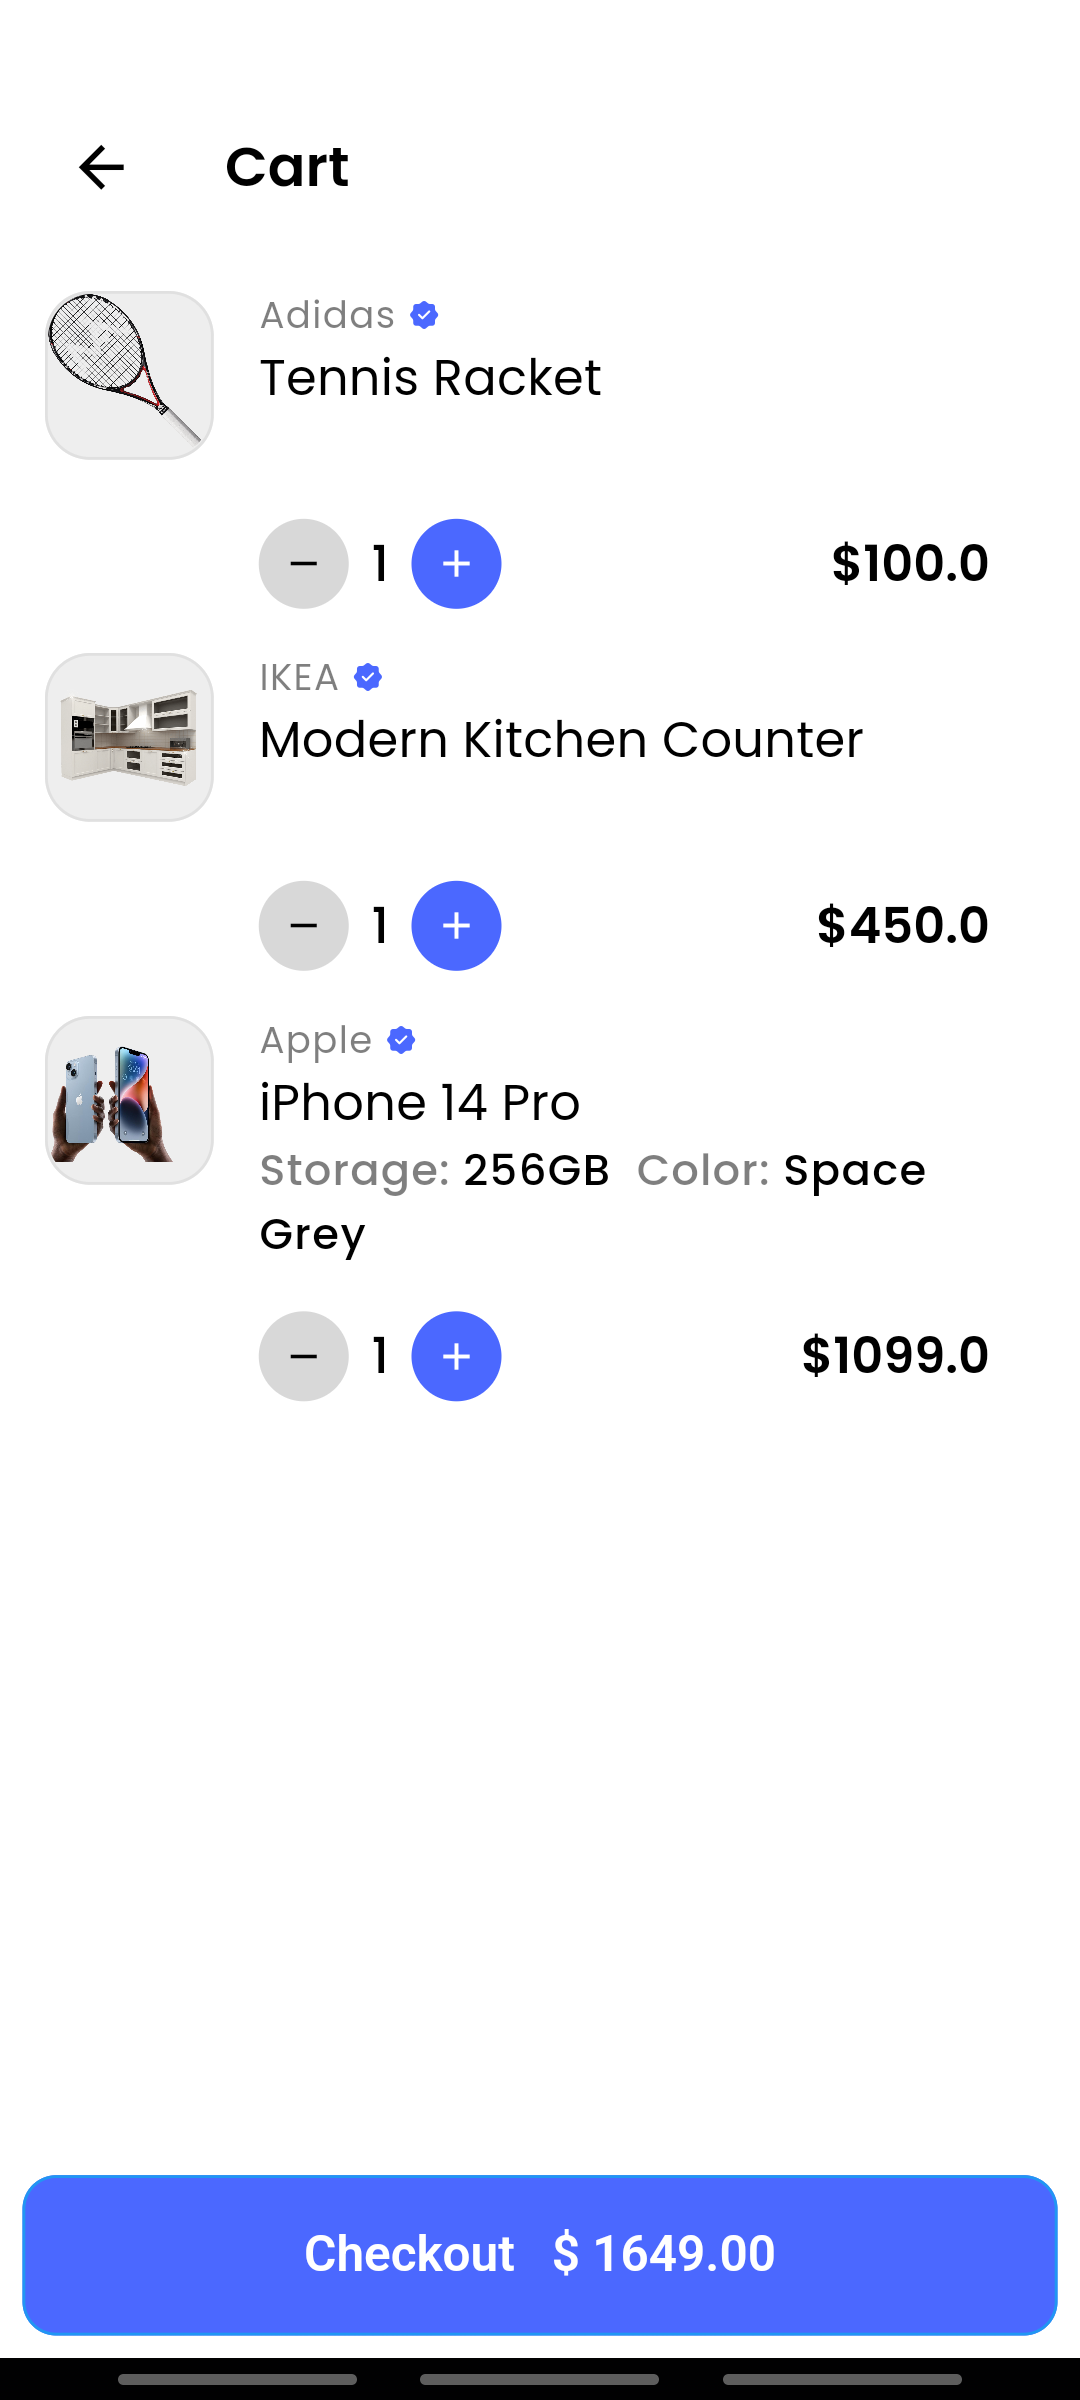 Cart
Adidas
Tennis Racket
1
$100.0
IKEA
Modern Kitchen Counter
1
$450.0
Apple
iPhone 14 Pro
Storage: 256GB Color: Space
Grey
1
$1099.0
Checkout $ 1649.00